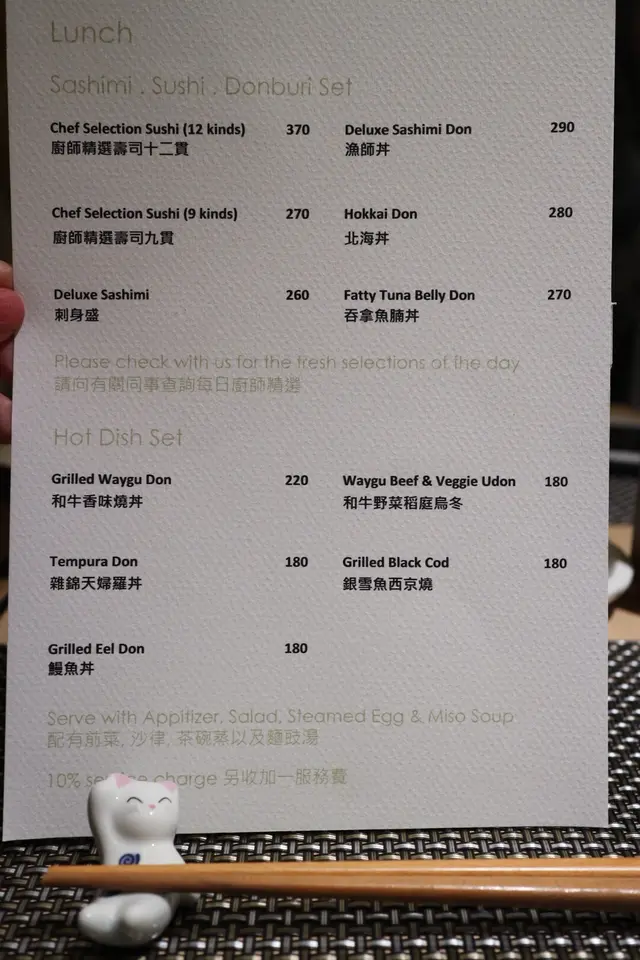 Lunch
Sashimi . Sushi . Donburi Set
Chef Selection Sushi (12 kinds) 370
廚師精選壽司十二貫
Deluxe Sashimi Don 290
漁師丼
Chef Selection Sushi (9 kinds) 270
廚師精選壽司九貫
Hokkai Don 280
北海丼
Deluxe Sashimi 260
刺身盛
Fatty Tuna Belly Don 270
吞拿魚腩丼
Please check with us for the fresh selections of the day
請向有關同事查詢每日廚師精選
Hot Dish Set
Grilled Waygu Don 220
和牛香味燒丼
Waygu Beef & Veggie Udon 180
和牛野菜稻庭烏冬
Tempura Don 180
雜錦天婦羅丼
Grilled Black Cod 180
銀雪魚西京燒
Grilled Eel Don 180
鰻魚丼
Serve with Appitizer, Salad, Steamed Egg & Miso Soup
配有前菜, 沙律, 茶碗蒸以及麵豉湯
10% charge 另收加一服務費